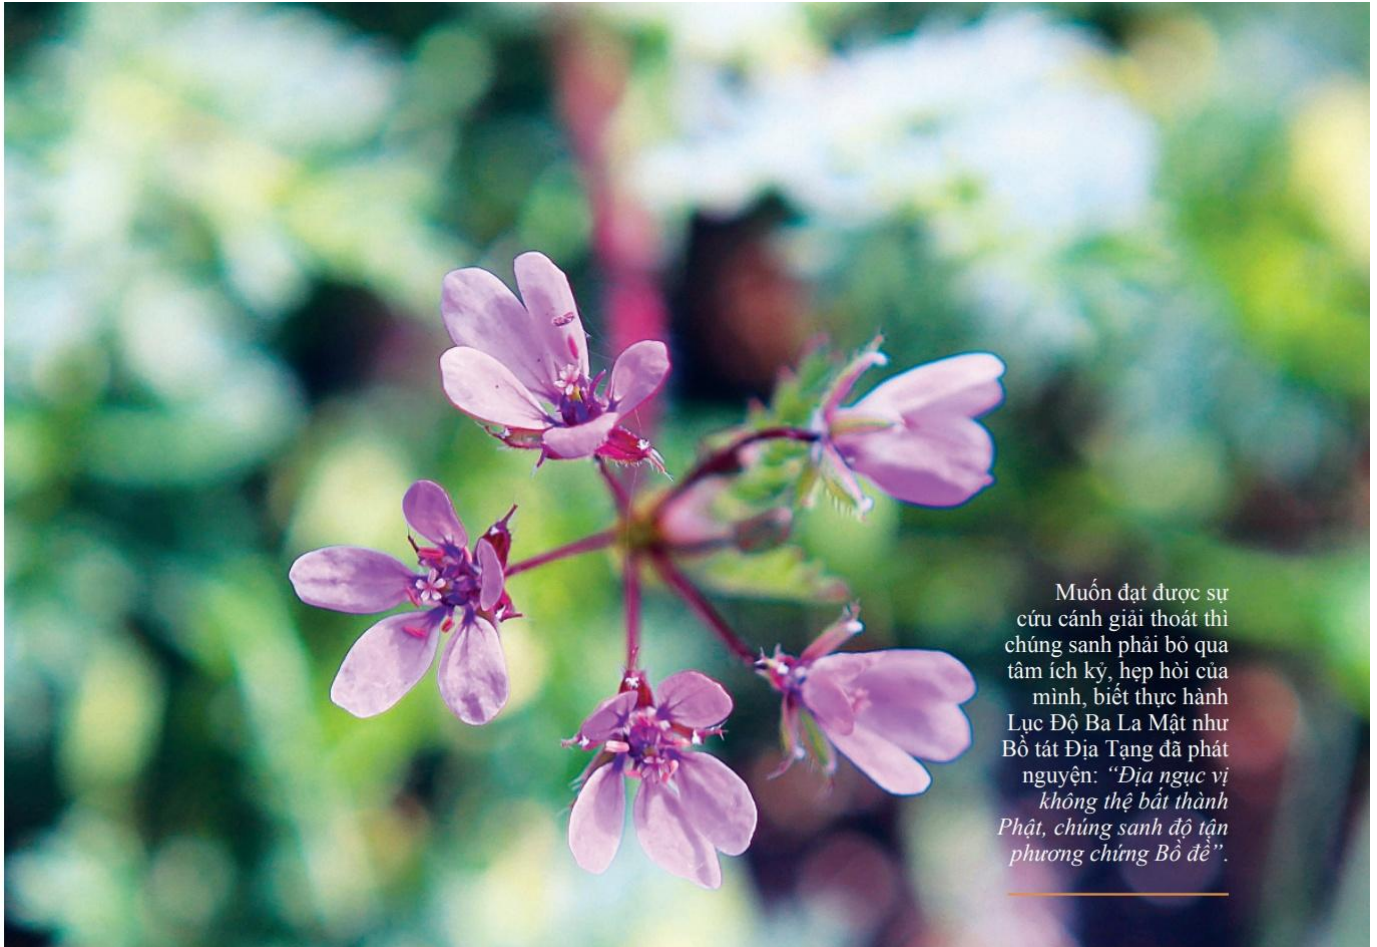 Muốn đạt được sự
cứu cánh giải thoát thì
chúng sanh phải bỏ qua
tâm ích kỷ, hẹp hòi của
mình, biết thực hành
Lục Độ Ba La Mật như
Bồ tát Địa Tạng đã phát
nguyện: “Địa ngục vị
không thệ bất thành
Phật, chúng sanh độ tận
phương chứng Bồ đề”.